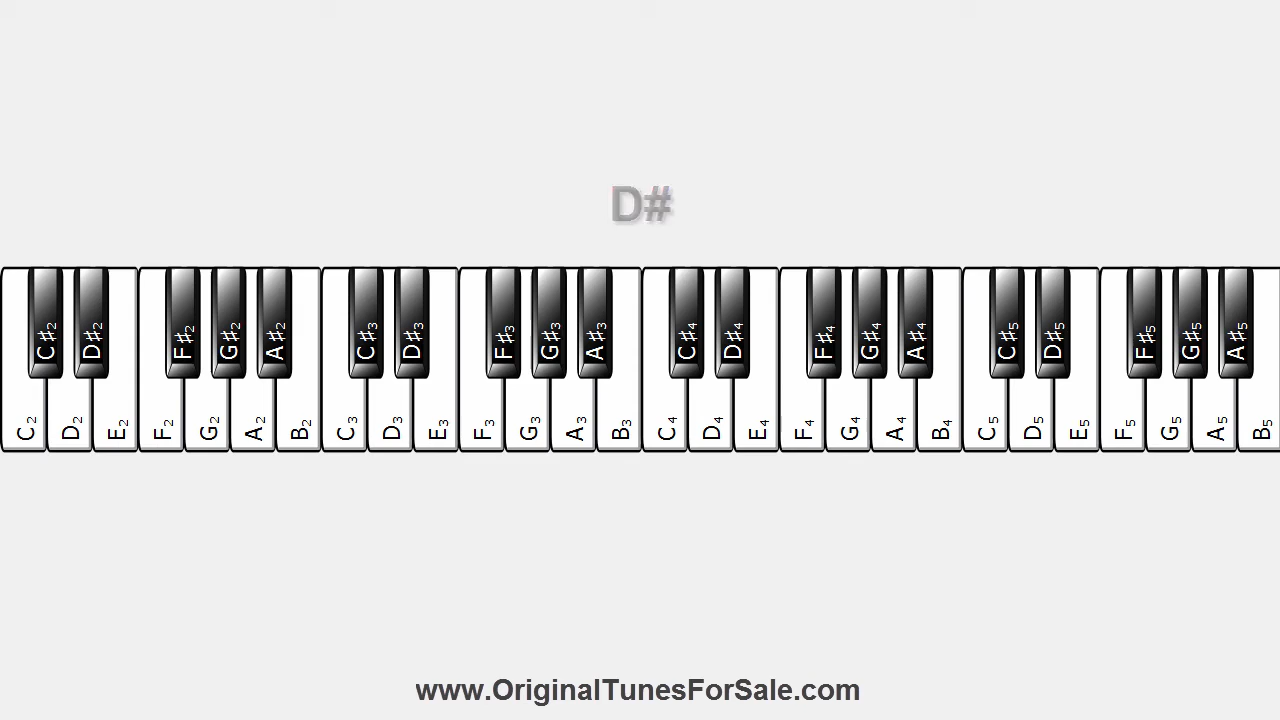 D#
C♯2 D♯2 F♯2 G♯2 A♯2 C♯3 D♯3 F♯3 G♯3 A♯3 C♯4 D♯4 F♯4 G♯4 A♯4 C♯5 D♯5 F♯5 G♯5 A♯5
C2 D2 E2 F2 G2 A2 B2 C3 D3 E3 F3 G3 A3 B3 C4 D4 E4 F4 G4 A4 B4 C5 D5 E5 F5 G5 A5 B5
www.OriginalTunesForSale.com